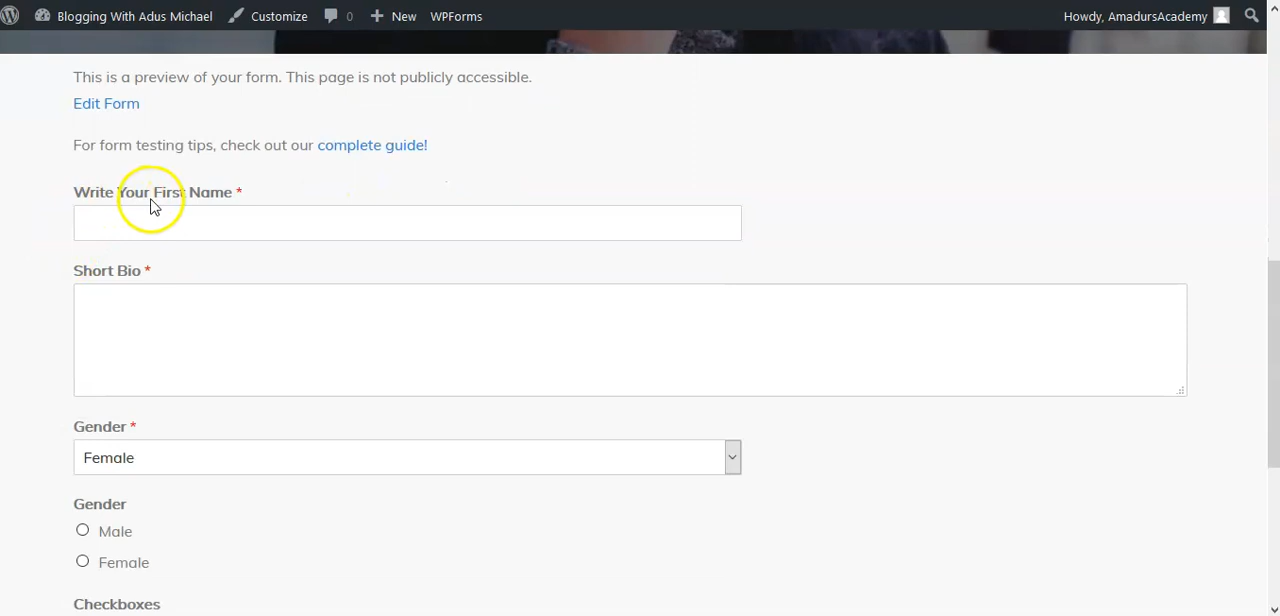 Blogging With Adus Michael Customize 0 New WPForms Howdy, AmadursAcademy
This is a preview of your form. This page is not publicly accessible.
Edit Form
For form testing tips, check out our complete guide!
Write Your First Name *
Short Bio *
Gender *
Female
Gender
Male
Female
Checkboxes